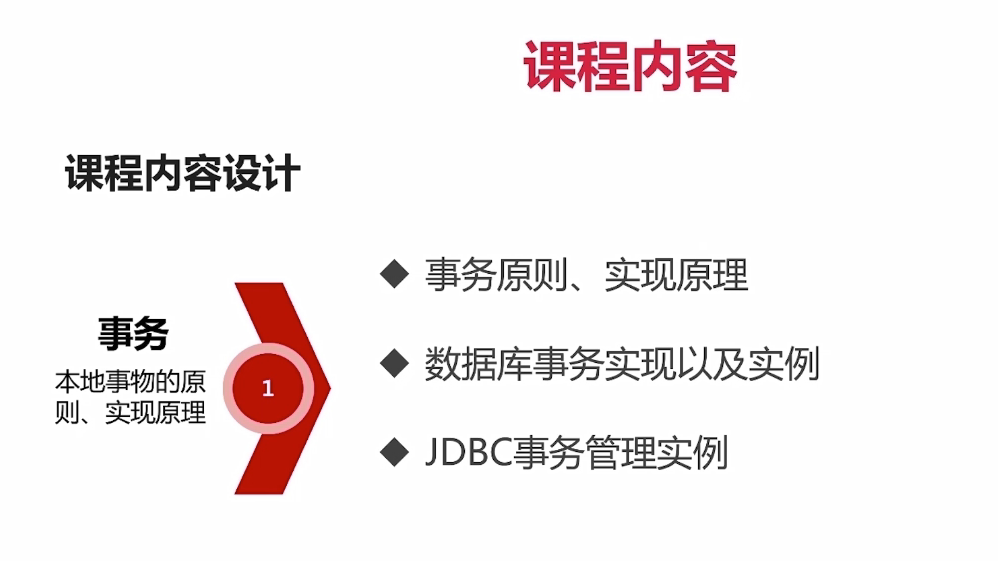 课程内容
课程内容设计
事务
本地事物的原
则、实现原理
1
◆ 事务原则、实现原理
◆ 数据库事务实现以及实例
◆ JDBC事务管理实例